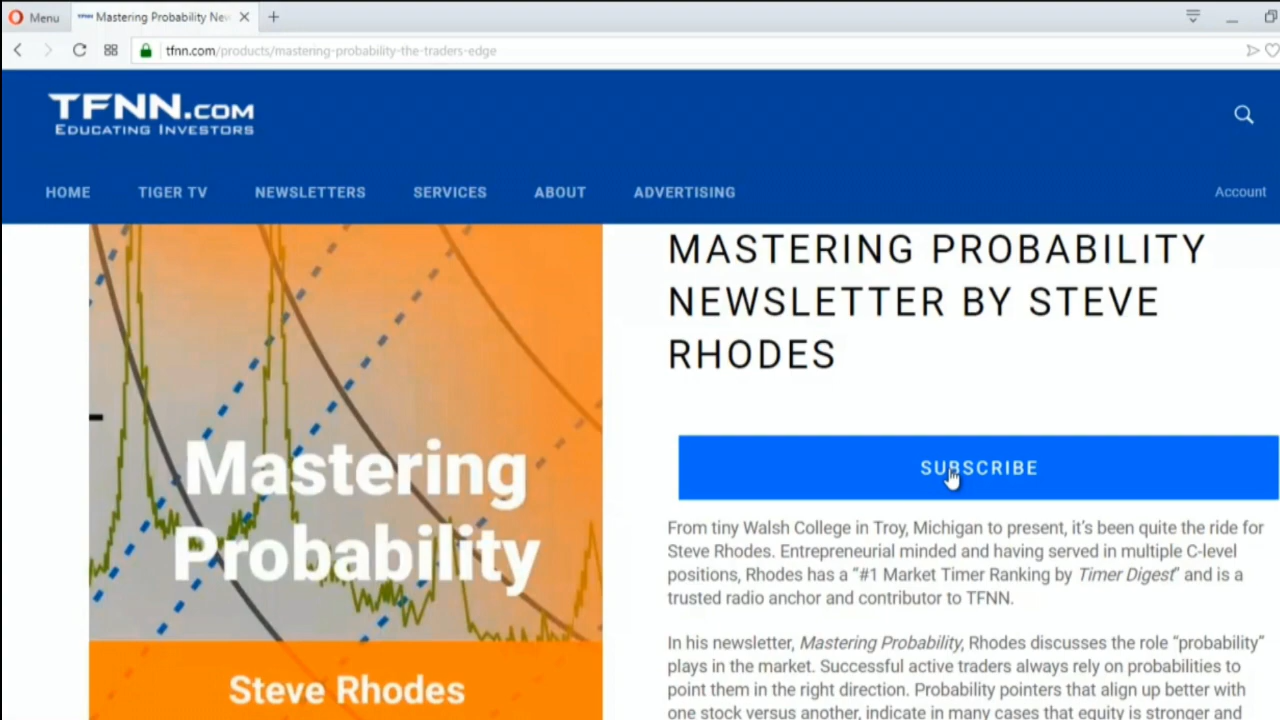 Menu
Mastering Probability Nev
tfnn.com/products/mastering-probability-the-traders-edge
TFNN.COM
EDUCATING INVESTORS
HOME TIGER TV NEWSLETTERS SERVICES ABOUT ADVERTISING Account
Mastering
Probability
Steve Rhodes
MASTERING PROBABILITY
NEWSLETTER BY STEVE
RHODES
SUBSCRIBE
From tiny Walsh College in Troy, Michigan to present, it's been quite the ride for
Steve Rhodes. Entrepreneurial minded and having served in multiple C-level
positions, Rhodes has a “#1 Market Timer Ranking by Timer Digest” and is a
trusted radio anchor and contributor to TFNN.
In his newsletter, Mastering Probability, Rhodes discusses the role “probability”
plays in the market. Successful active traders always rely on probabilities to
point them in the right direction. Probability pointers that align up better with
one stock versus another, indicate in many cases that equity is stronger and